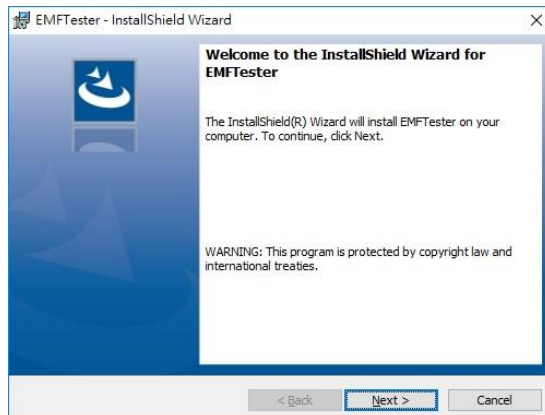 EMFTester - InstallShield Wizard
Welcome to the InstallShield Wizard for
EMFTester
The InstallShield(R) Wizard will install EMFTester on your
computer. To continue, click Next.
WARNING: This program is protected by copyright law and
international treaties.
< Back
Next >
Cancel